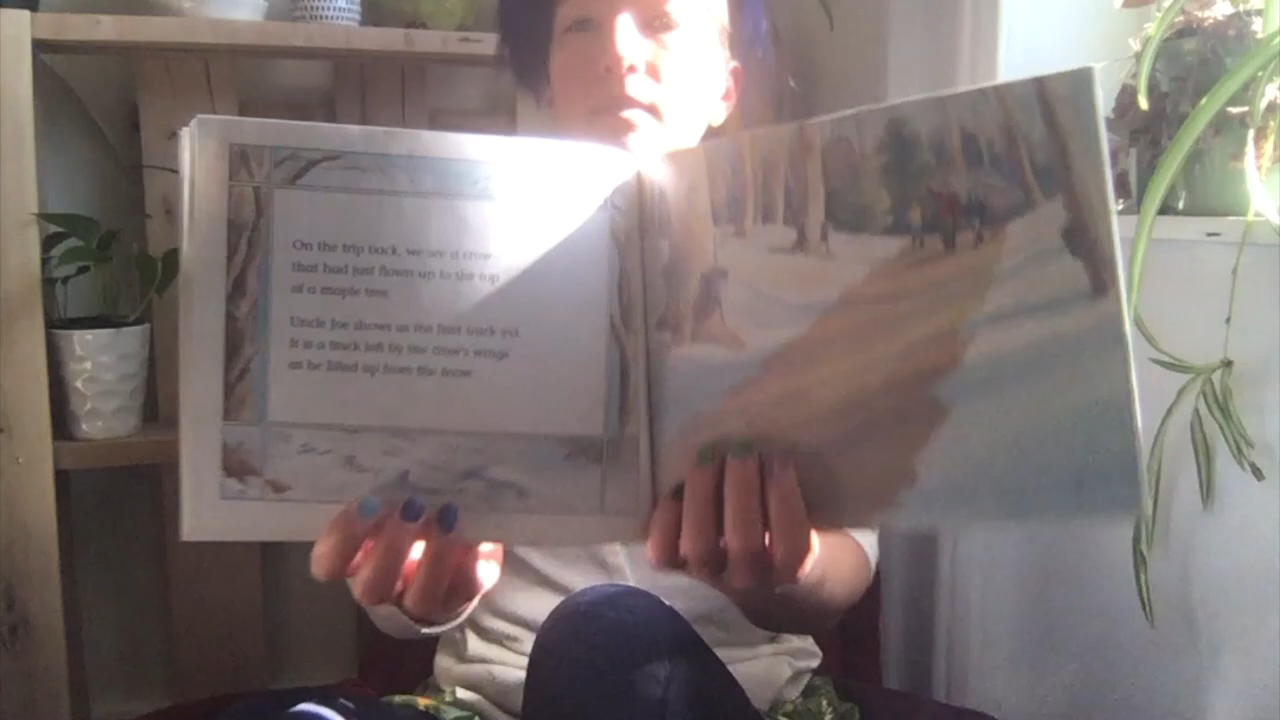 On the trip back, we see a crow
that had just flown up to the top
of a maple tree.
Uncle Joe shows us the best track yet.
It is a track left by the crow's wings
as he lifted up from the snow.